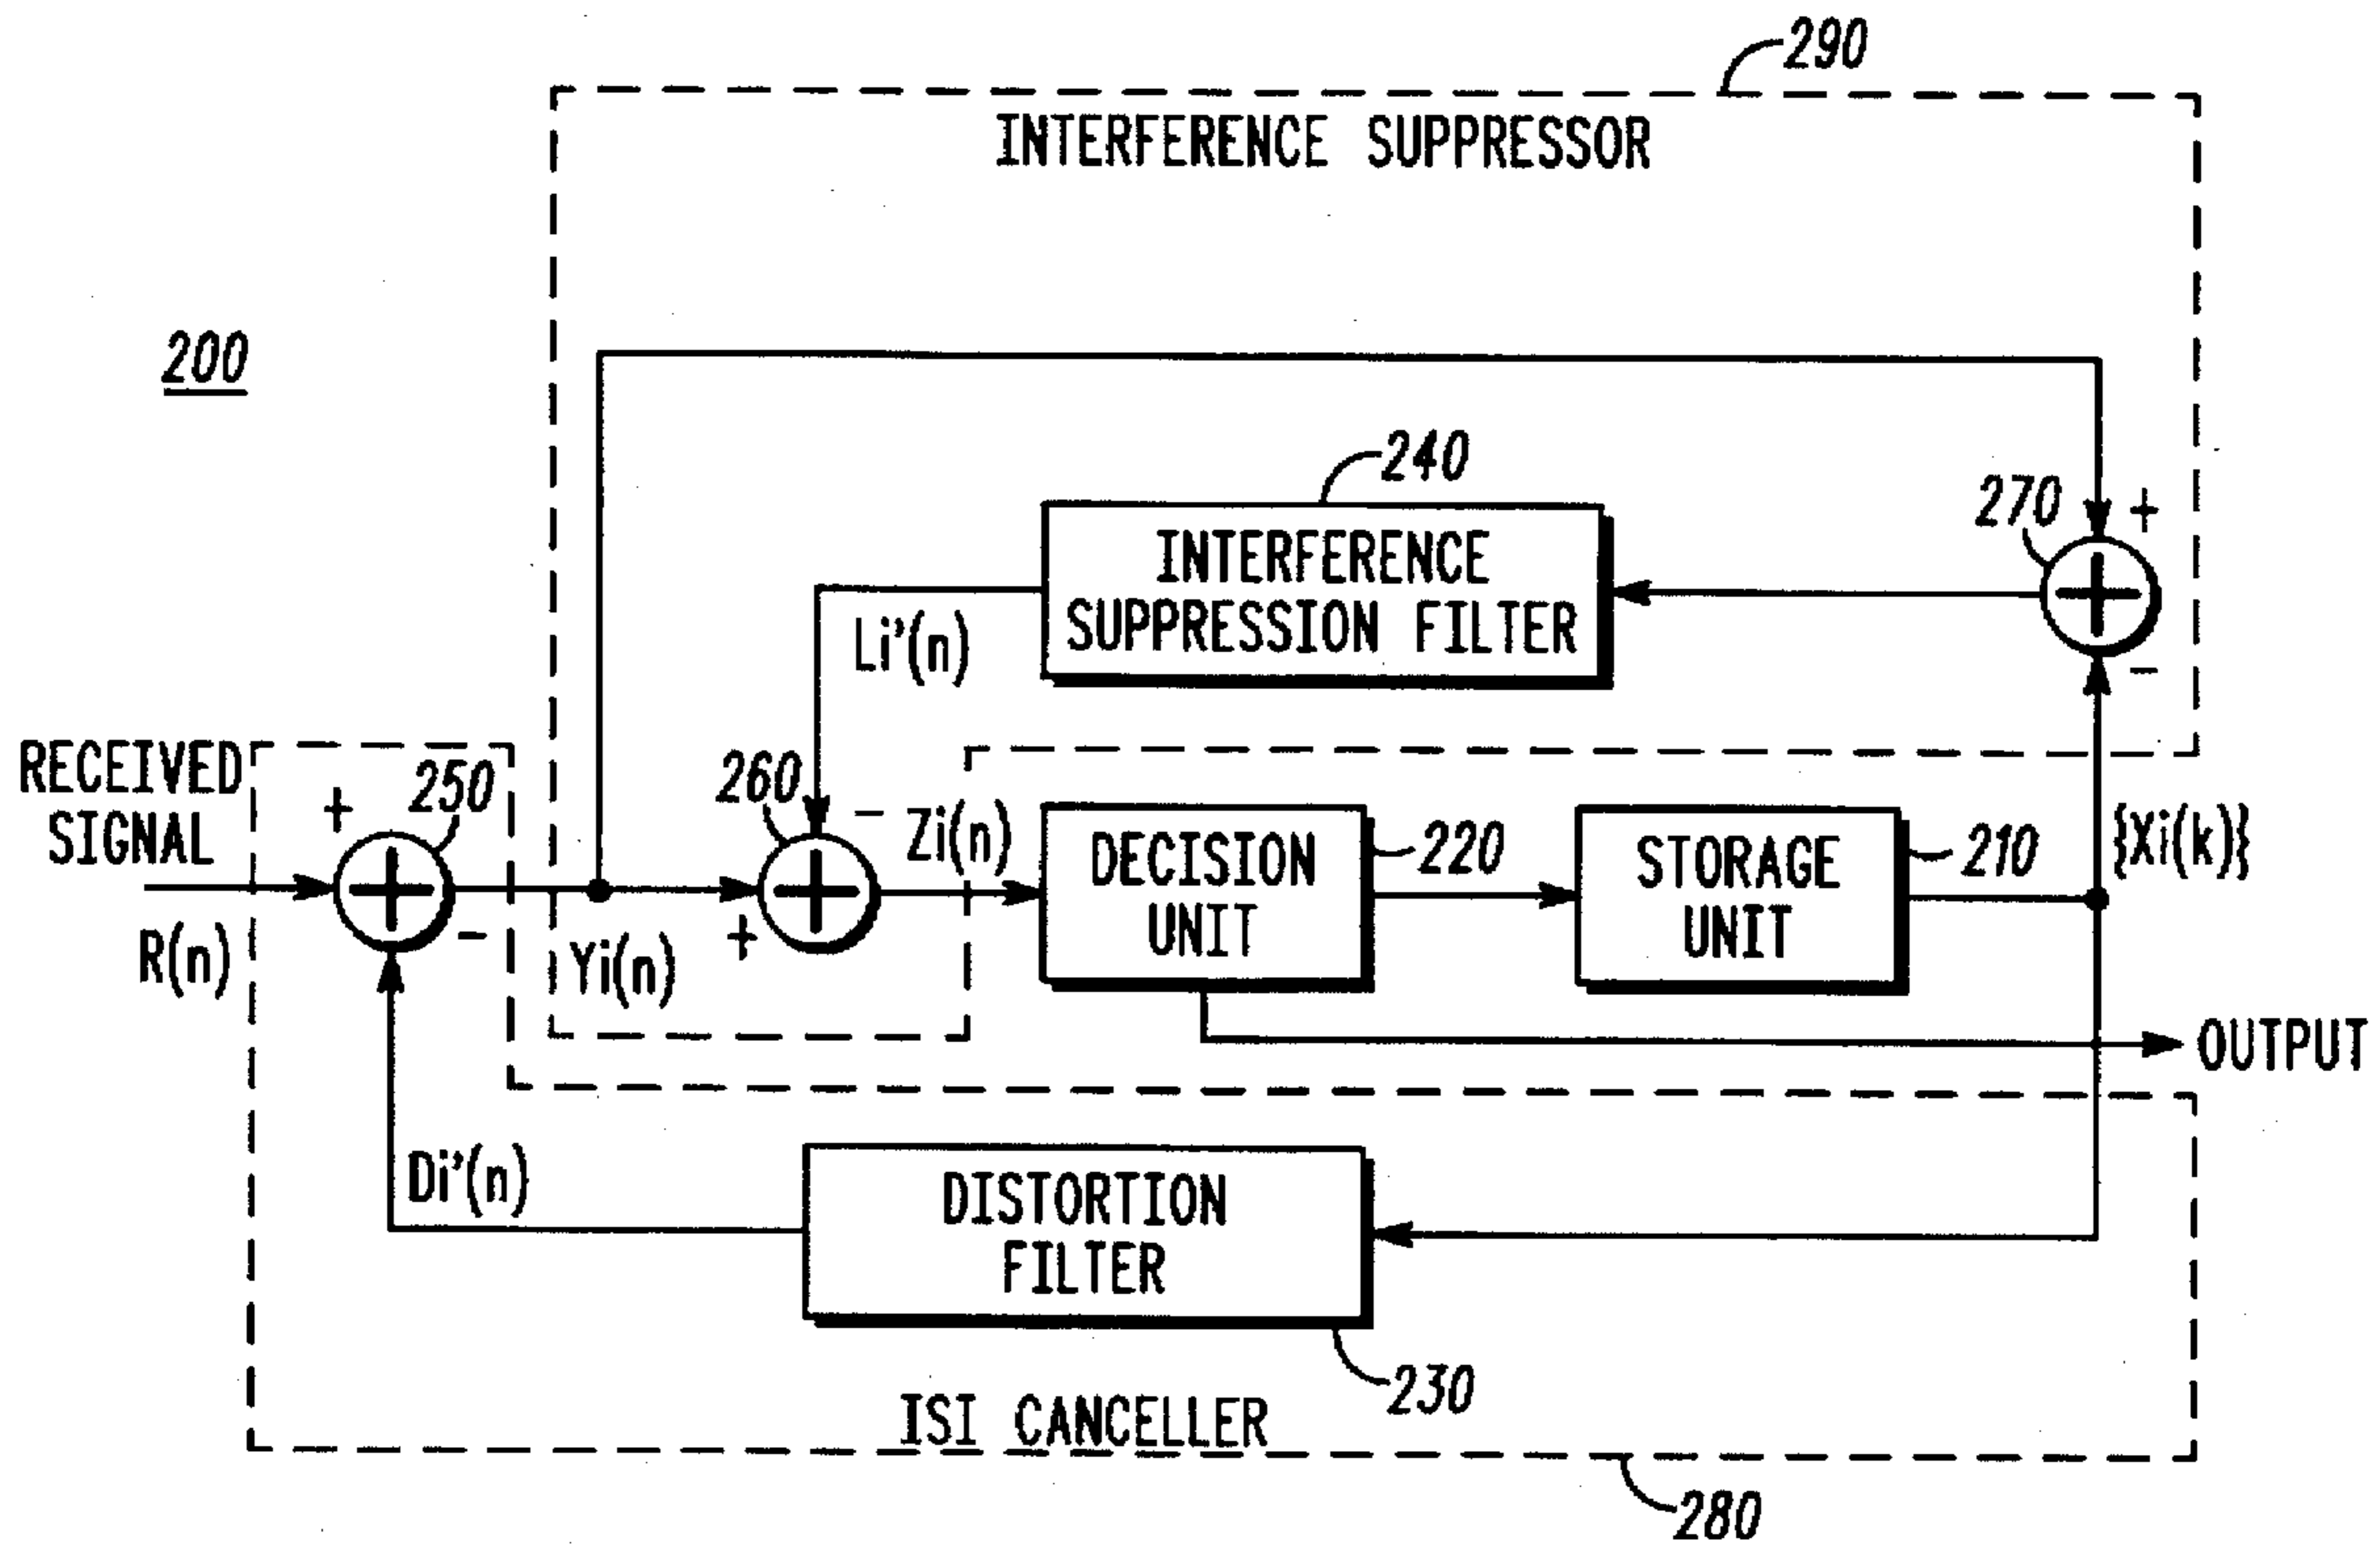 290
INTERFERENCE SUPPRESSOR
200
240
270
+
INTERFERENCE
SUPPRESSION FILTER
Li'(n)
-
RECEIVED
SIGNAL
+
250
260
-
Zi(n)
DECISION
UNIT
220
STORAGE
UNIT
210
{Xi(k)}
R(n)
-
Yi(n)
+
OUTPUT
Di'(n)
DISTORTION
FILTER
230
ISI CANCELLER
280